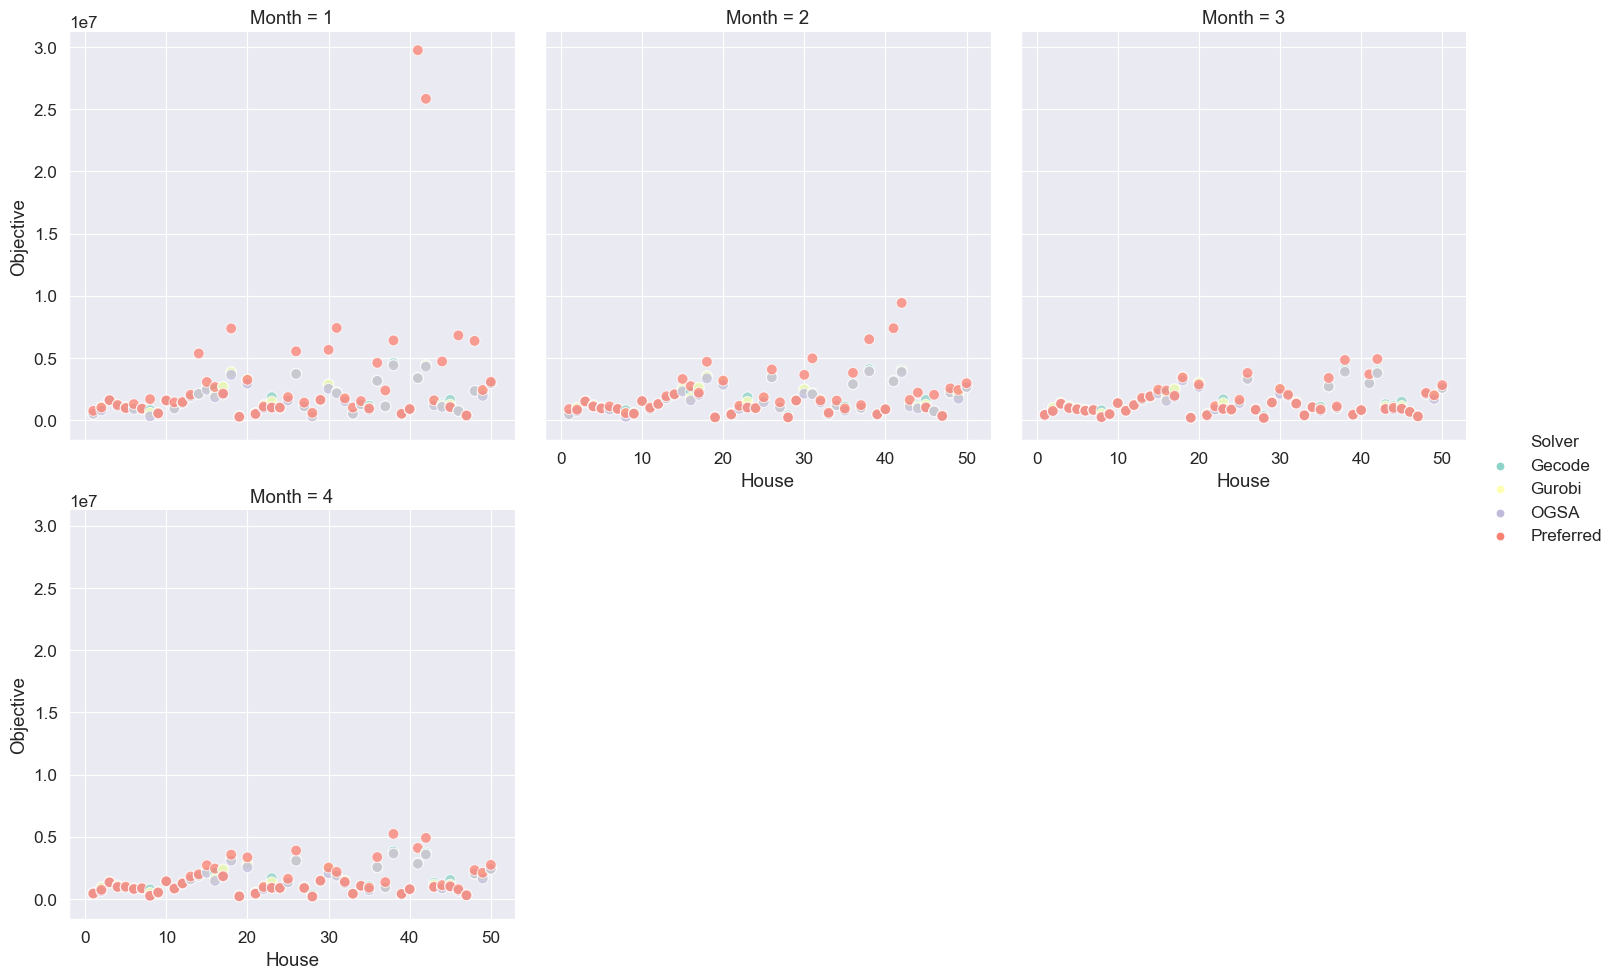 1e7
Month = 1
Month = 2
Month = 3
3.0
2.5
2.0
1.5
1.0
0.5
0.0
Objective
0 10 20 30 40 50
House
0 10 20 30 40 50
House
Solver
Gecode
Gurobi
OGSA
Preferred
1e7
Month = 4
3.0
2.5
2.0
1.5
1.0
0.5
0.0
Objective
0 10 20 30 40 50
House